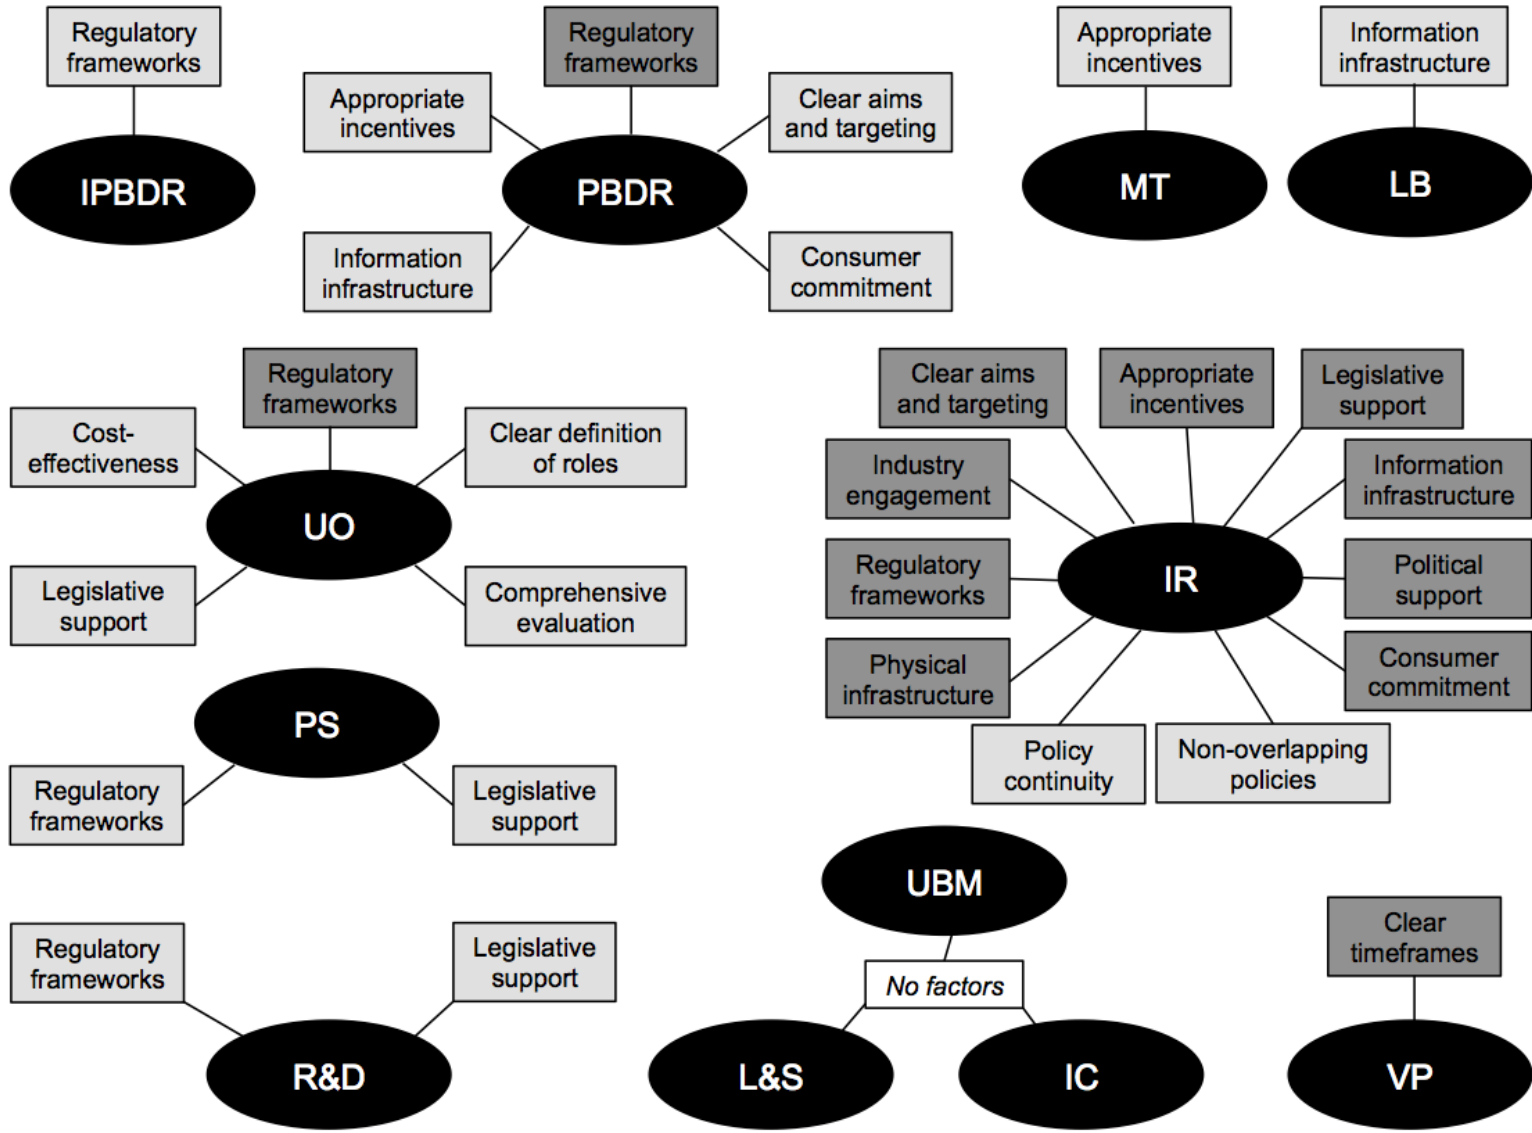 Regulatory
frameworks
IPBDR
Regulatory
frameworks
Appropriate
incentives
Clear aims
and targeting
PBDR
Information
infrastructure
Consumer
commitment
Appropriate
incentives
MT
Information
infrastructure
LB
Regulatory
frameworks
Cost-
effectiveness
Clear definition
of roles
UO
Legislative
support
Comprehensive
evaluation
Clear aims
and targeting
Appropriate
incentives
Legislative
support
Industry
engagement
Information
infrastructure
Regulatory
frameworks
IR
Political
support
Physical
infrastructure
Consumer
commitment
Policy
continuity
Non-overlapping
policies
PS
Regulatory
frameworks
Legislative
support
Regulatory
frameworks
Legislative
support
R&D
UBM
No factors
L&S
IC
Clear
timeframes
VP